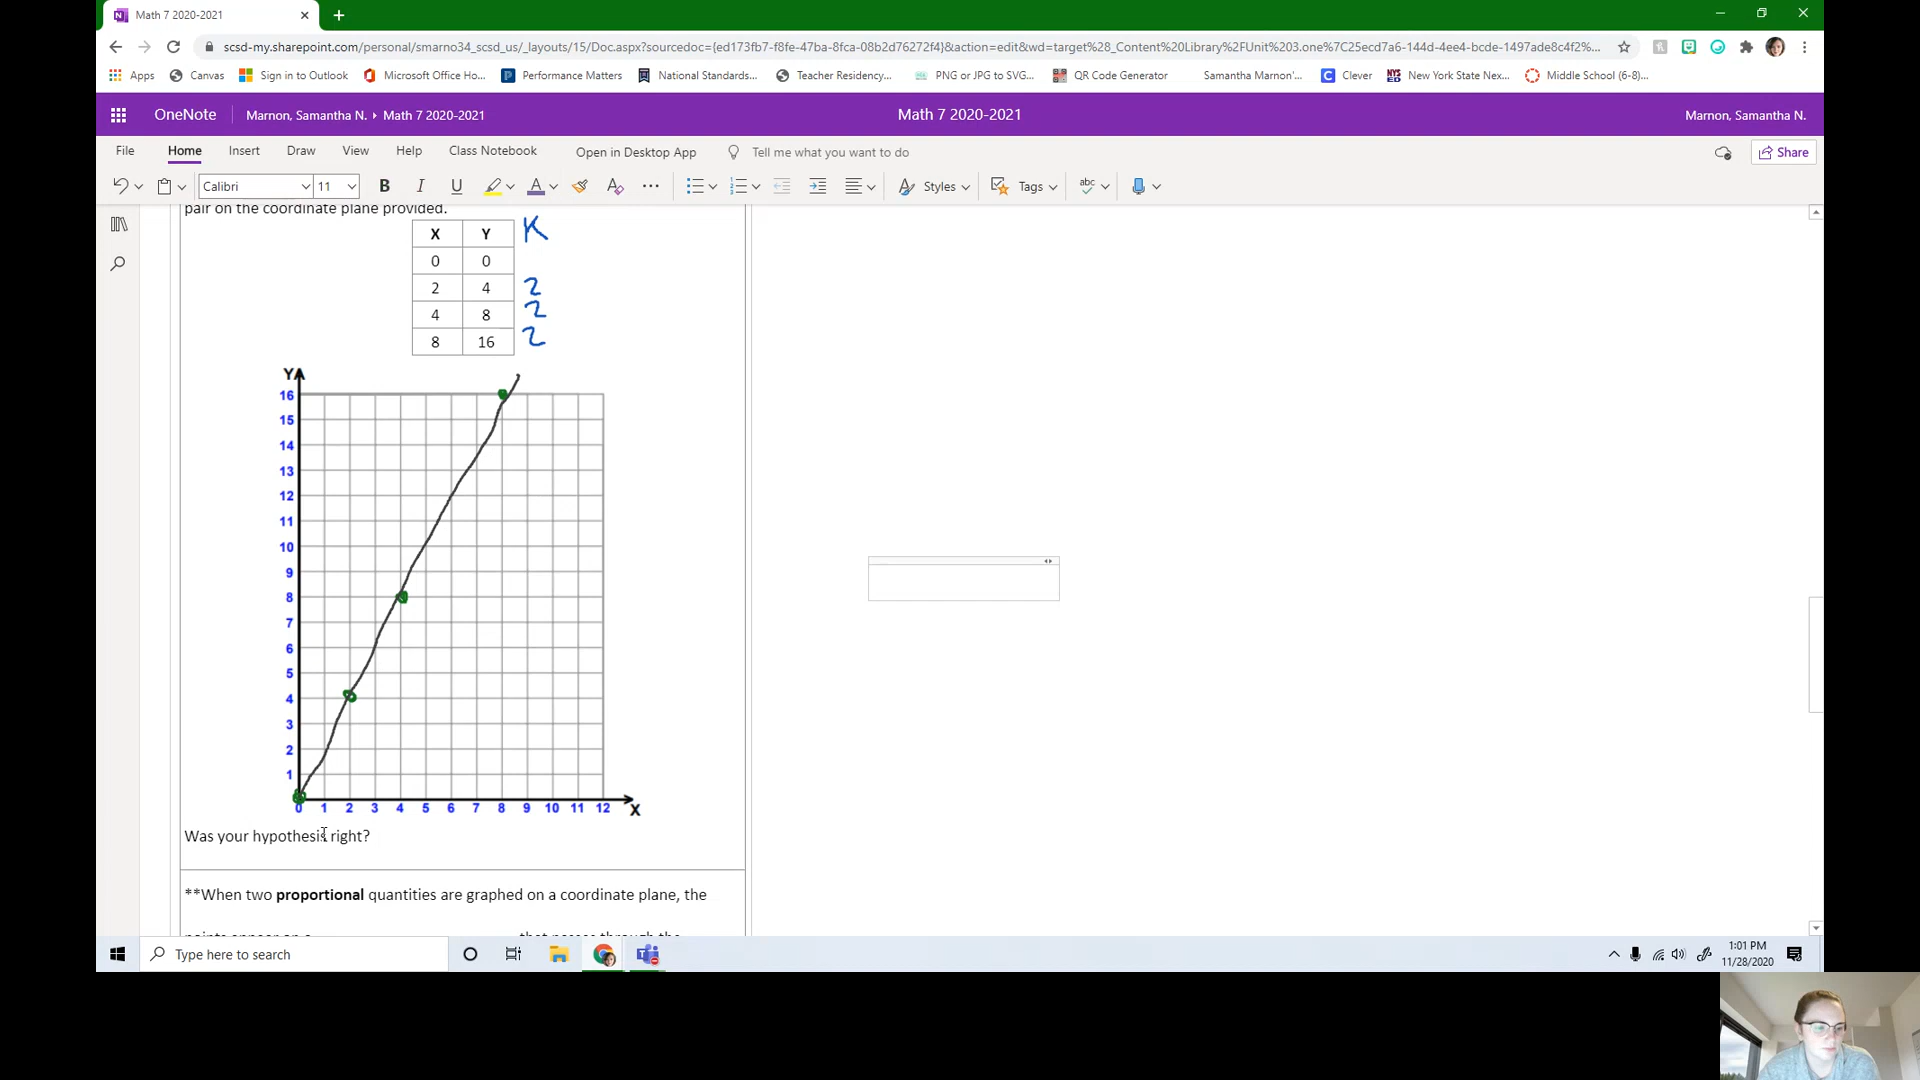 Math 7 2020-2021
scsd-my.sharepoint.com/personal/smarno34_scsd_us/_layouts/15/Doc.aspx?sourcedoc={ed173fb7-f8fe-47ba-8fca-08b2d76272f4}&action=edit&wd=target%28_Content%20Library%2FUnit%203.one%7C25ecd7a6-144d-4ee4-bcde-1497ade8c4f2%...
Apps Canvas Sign in to Outlook Microsoft Office Ho... Performance Matters National Standards... Teacher Residency... PNG or JPG to SVG... QR Code Generator Samantha Marnon'... Clever New York State Nex... Middle School (6-8)...
OneNote Marnon, Samantha N. Math 7 2020-2021 Math 7 2020-2021 Marnon, Samantha N.
File Home Insert Draw View Help Class Notebook Open in Desktop App Tell me what you want to do Share
Calibri 11 B I U A Styles Tags abc
pair on the coordinate plane provided.
X Y K
0 0
2 4 2
4 8 2
8 16 2
Y
16
15
14
13
12
11
10
9
8
7
6
5
4
3
2
1
0 1 2 3 4 5 6 7 8 9 10 11 12 X
Was your hypothesis right?
**When two proportional quantities are graphed on a coordinate plane, the
Type here to search
1:01 PM
11/28/2020